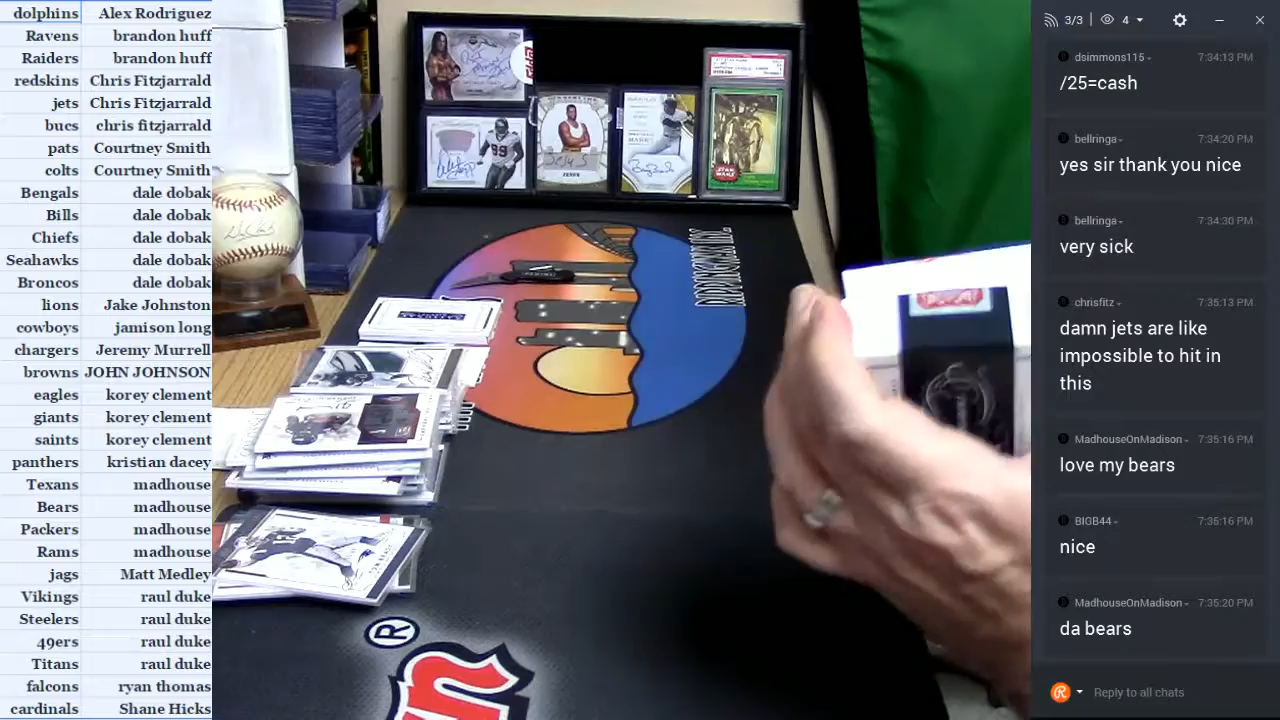 dolphins Alex Rodriguez
Ravens brandon huff
Raiders brandon huff
redskins Chris Fitzjarrald
jets Chris Fitzjarrald
bucs chris fitzjarrald
pats Courtney Smith
colts Courtney Smith
Bengals dale dobak
Bills dale dobak
Chiefs dale dobak
Seahawks dale dobak
Broncos dale dobak
lions Jake Johnston
cowboys jamison long
chargers Jeremy Murrell
browns JOHN JOHNSON
eagles korey clement
giants korey clement
saints korey clement
panthers kristian dacey
Texans madhouse
Bears madhouse
Packers madhouse
Rams madhouse
jags Matt Medley
Vikings raul duke
Steelers raul duke
49ers raul duke
Titans raul duke
falcons ryan thomas
cardinals Shane Hicks
STAR WARS
®
3/3 4
dsimmons115 7:34:13 PM
/25=cash
bellringa 7:34:20 PM
yes sir thank you nice
bellringa 7:34:30 PM
very sick
chrisfitz 7:35:13 PM
damn jets are like
impossible to hit in
this
MadhouseOnMadison 7:35:16 PM
love my bears
BIGB44 7:35:16 PM
nice
MadhouseOnMadison 7:35:20 PM
da bears
Reply to all chats